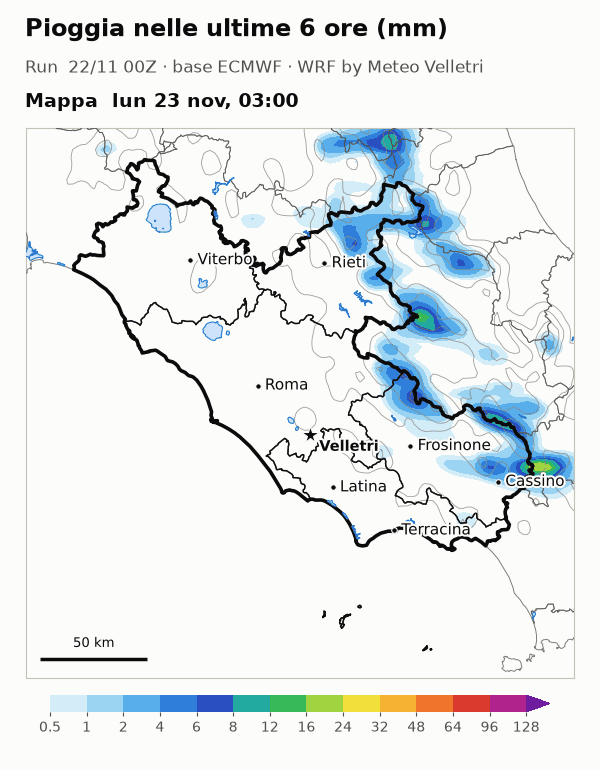 Pioggia nelle ultime 6 ore (mm)
Run  22/11 00Z · base ECMWF · WRF by Meteo Velletri
Mappa  lun 23 nov, 03:00
Viterbo
Rieti
Roma
Velletri
Frosinone
Latina
Cassino
Terracina
50 km
0.5 1 2 4 6 8 12 16 24 32 48 64 96 128